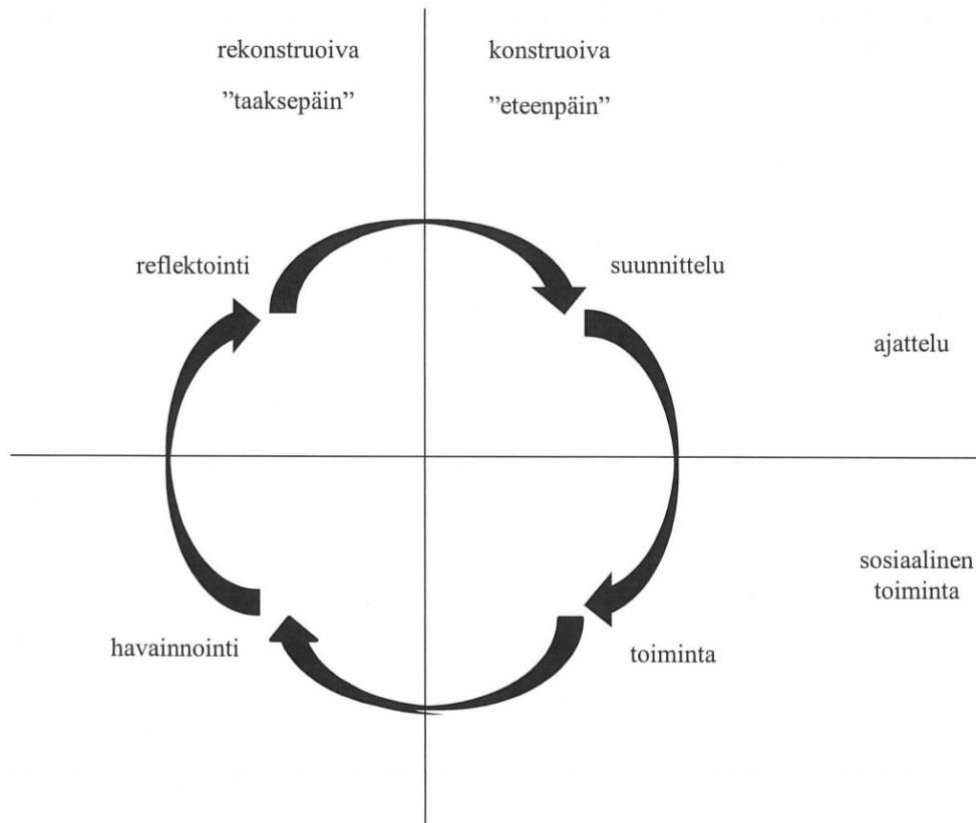 rekonstruoiva
”taaksepäin”
konstruoiva
”eteenpäin”
reflektointi
suunnittelu
ajattelu
sosiaalinen
toiminta
havainnointi
toiminta